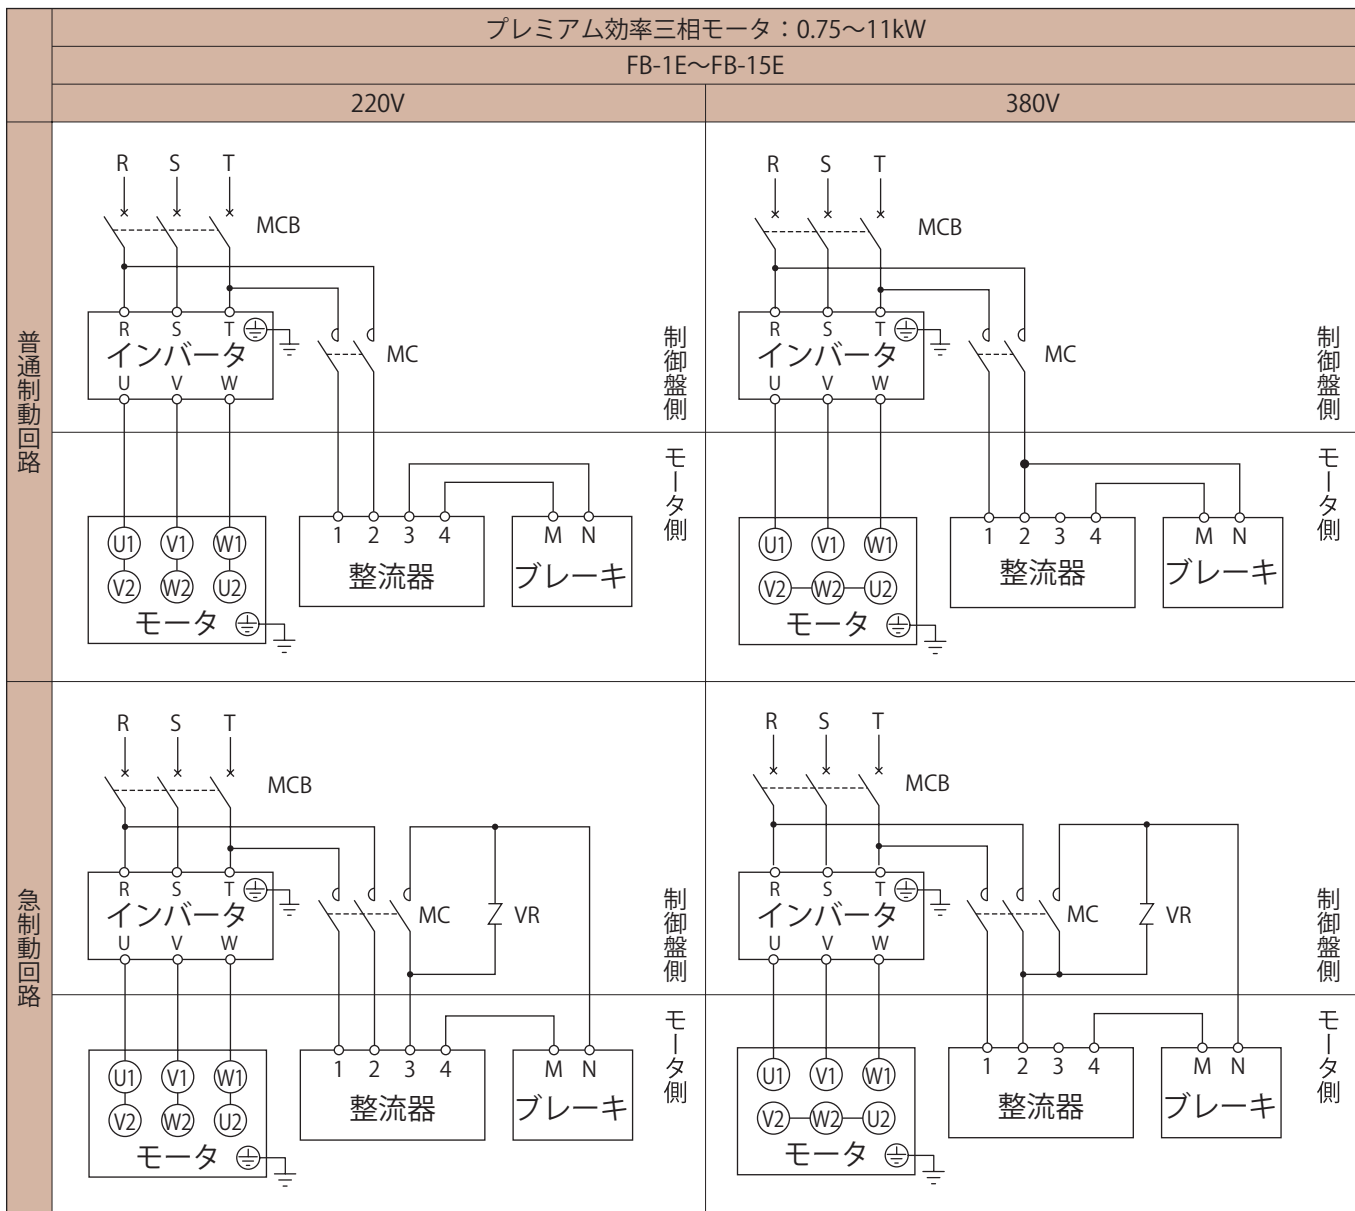 プレミアム効率三相モータ：0.75～11kW
FB-1E～FB-15E
220V
380V
普通制動回路
R S T
MCB
R S T
インバータ
U V W
MC
制御盤側
モータ側
U1 V1 W1
V2 W2 U2
モータ
1 2 3 4
整流器
M N
ブレーキ
R S T
MCB
R S T
インバータ
U V W
MC
制御盤側
モータ側
U1 V1 W1
V2 W2 U2
モータ
1 2 3 4
整流器
M N
ブレーキ
急制動回路
R S T
MCB
R S T
インバータ
U V W
MC
VR
制御盤側
モータ側
U1 V1 W1
V2 W2 U2
モータ
1 2 3 4
整流器
M N
ブレーキ
R S T
MCB
R S T
インバータ
U V W
MC
VR
制御盤側
モータ側
U1 V1 W1
V2 W2 U2
モータ
1 2 3 4
整流器
M N
ブレーキ